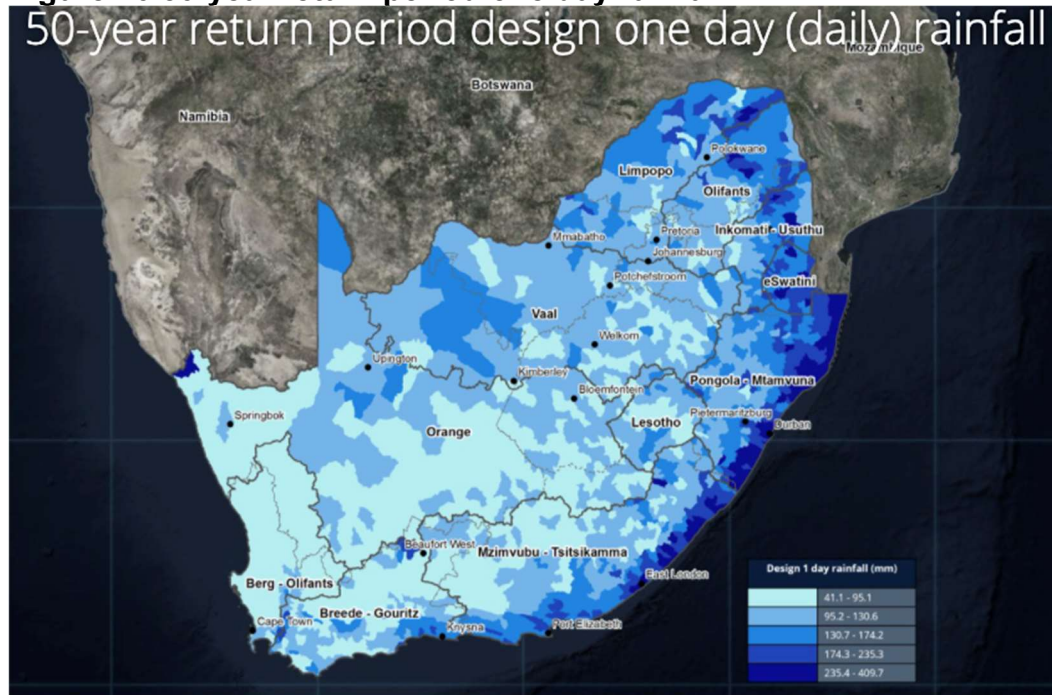 50-year return period design one day (daily) rainfall
Mozambique
Botswana
Namibia
Polokwane
Limpopo
Olifants
Mmabatho
Pretoria
Inkomati - Usuthu
Johannesburg
Potchefstroom
eSwatini
Vaal
Welkom
Upington
Kimberley
Pongola - Mtamvuna
Bloemfontein
Springbok
Lesotho
Pietermaritzburg
Durban
Orange
Beaufort West
Mzimvubu - Tsitsikamma
East London
Berg - Olifants
Breede - Gouritz
Cape Town
Knysna
Port Elizabeth
Design 1 day rainfall (mm)
41.1 - 95.1
95.2 - 130.6
130.7 - 174.2
174.3 - 235.3
235.4 - 409.7